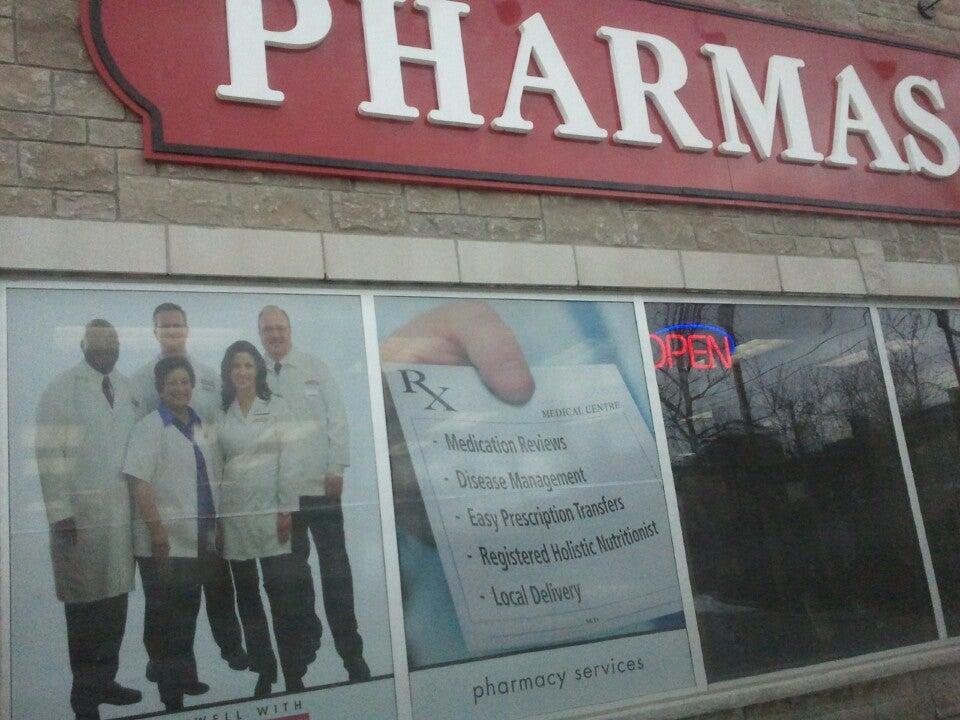 PHARMAS
OPEN
RX
MEDICAL CENTRE
- Medication Reviews
- Disease Management
- Easy Prescription Transfers
- Registered Holistic Nutritionist
- Local Delivery
M.D.
pharmacy services
WELL WITH